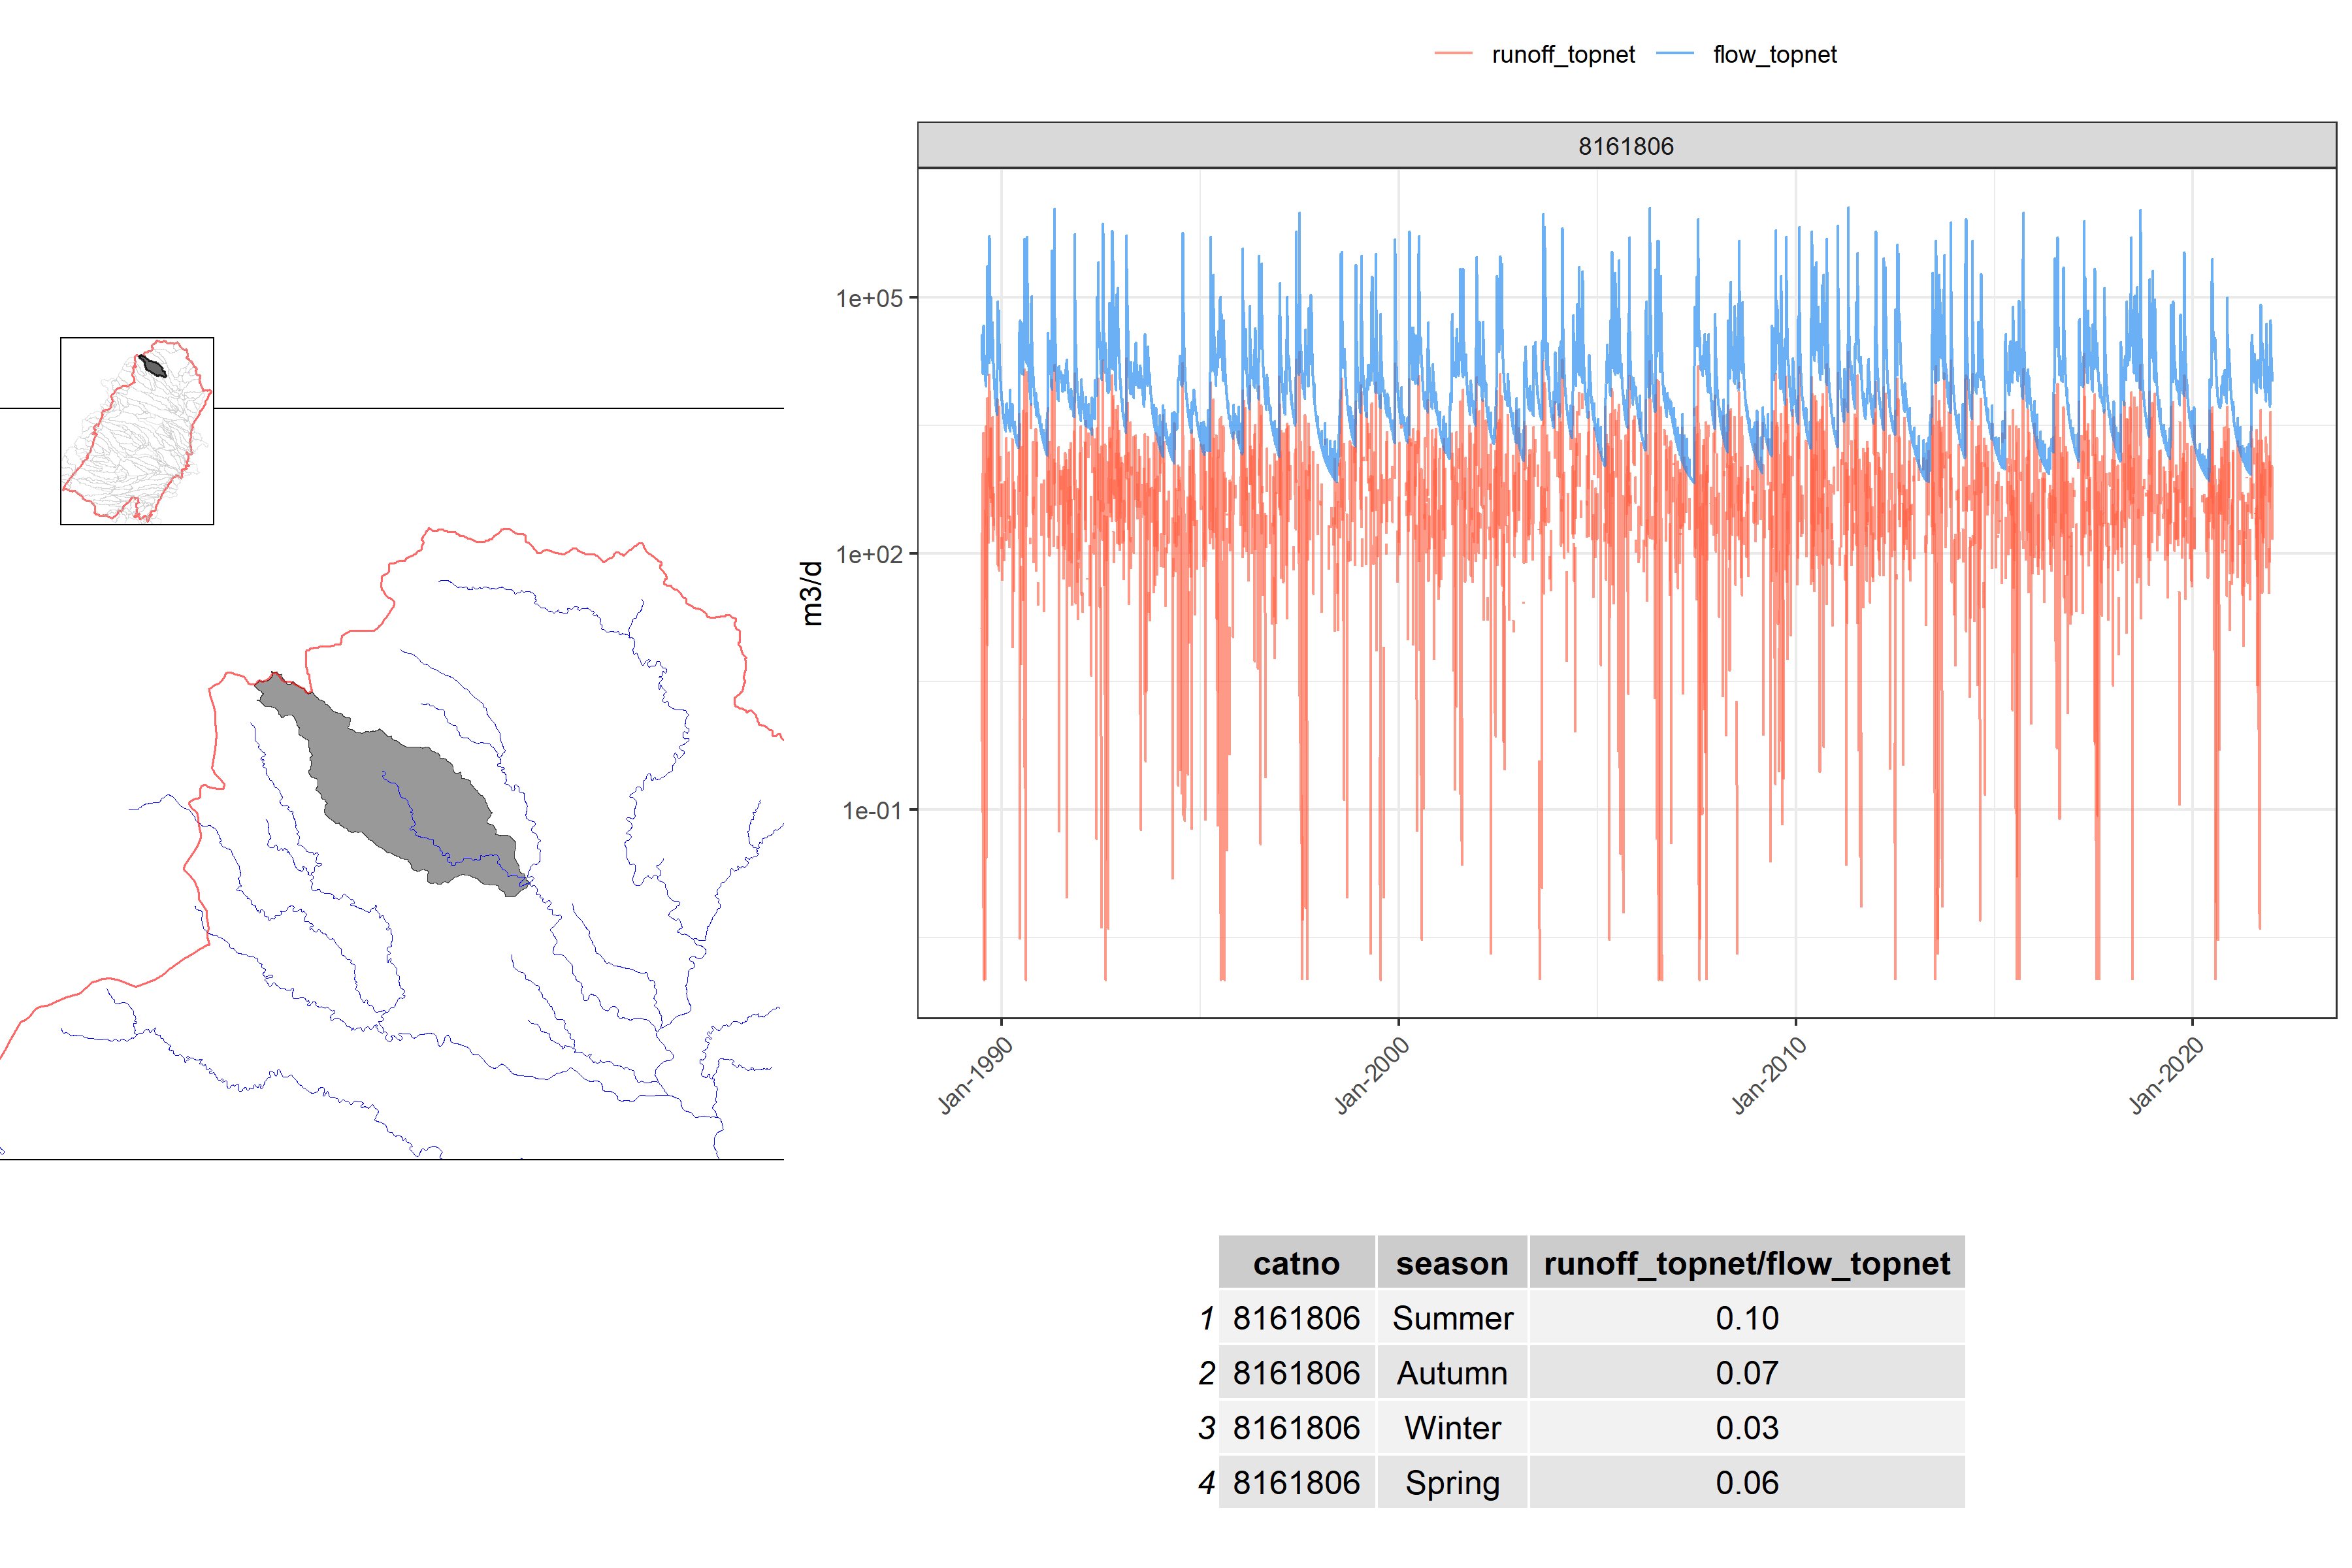 runoff_topnet flow_topnet
8161806
1e+05
1e+02
1e-01
m3/d
Jan-1990 Jan-2000 Jan-2010 Jan-2020
catno season runoff_topnet/flow_topnet
1 8161806 Summer 0.10
2 8161806 Autumn 0.07
3 8161806 Winter 0.03
4 8161806 Spring 0.06